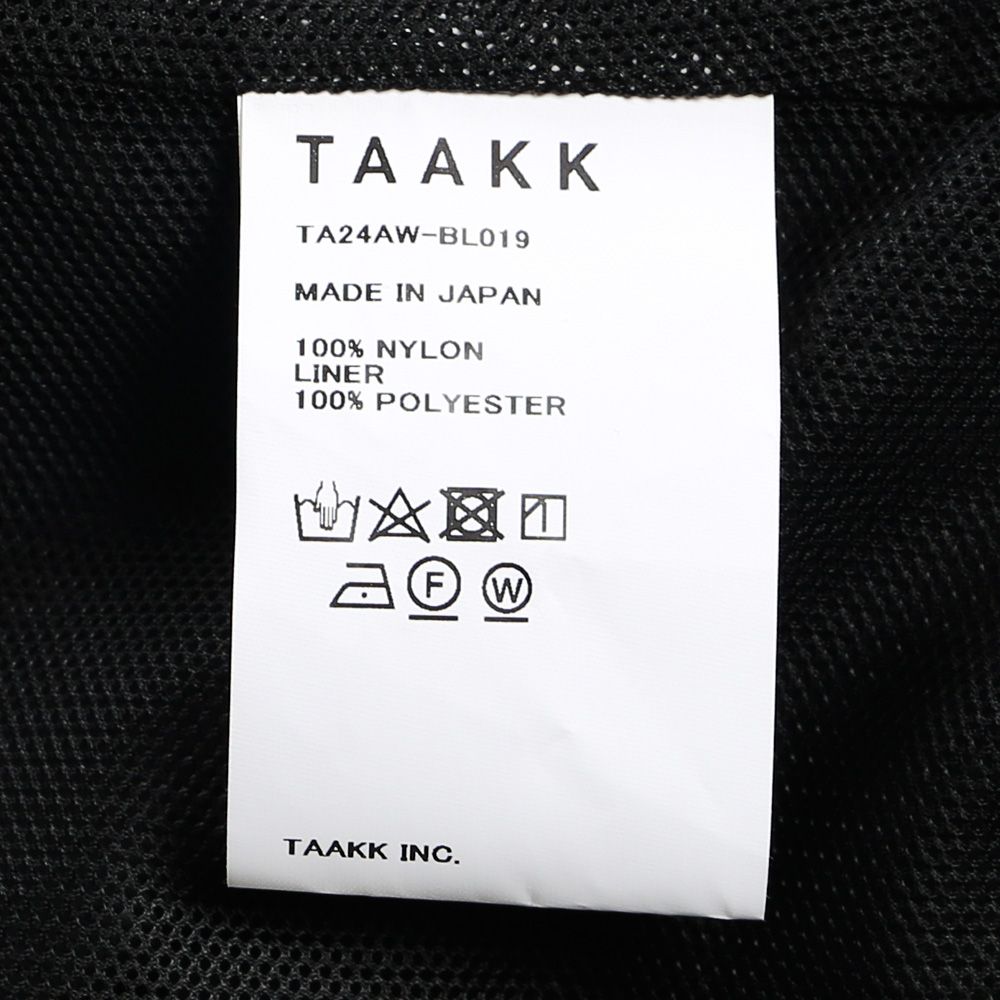 TAAKK
TA24AW-BL019
MADE IN JAPAN
100% NYLON
LINER
100% POLYESTER
F W
TAAKK INC.